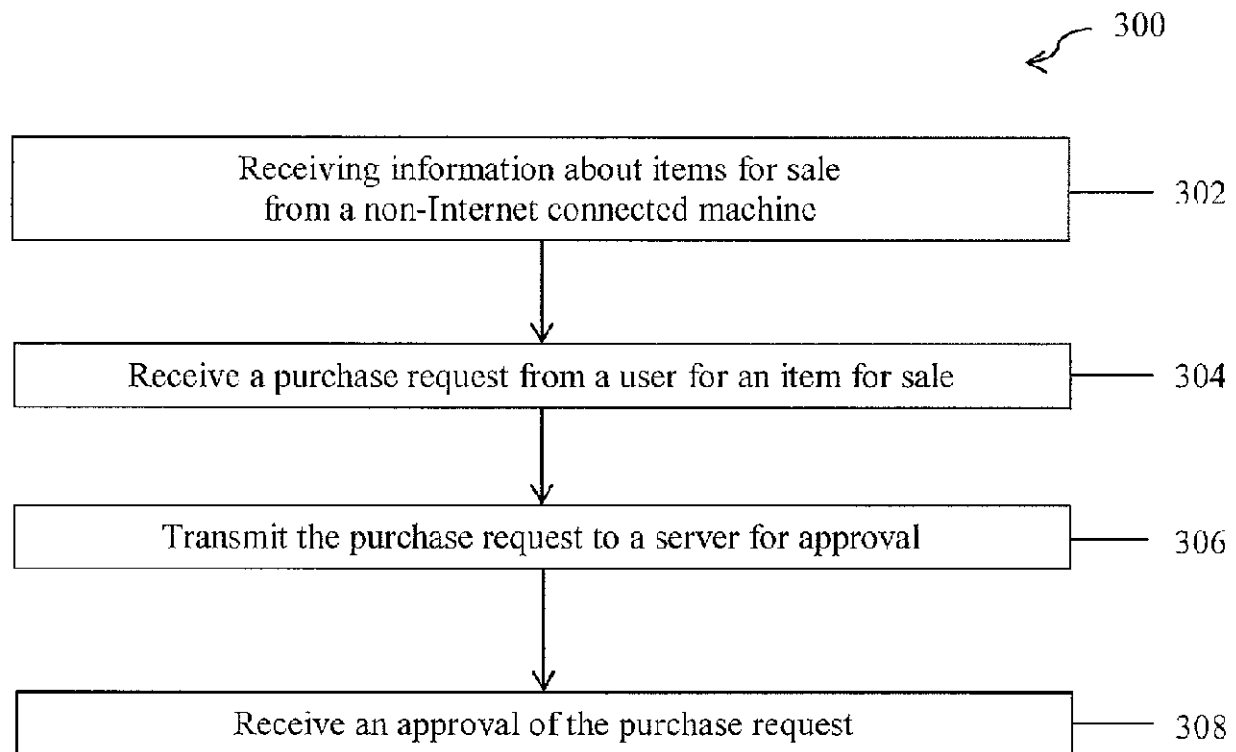 300
Receiving information about items for sale
from a non-Internet connected machine
302
Receive a purchase request from a user for an item for sale
304
Transmit the purchase request to a server for approval
306
Receive an approval of the purchase request
308